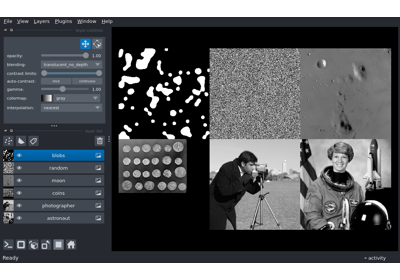 File View Layers Plugins Window Help
opacity: 1.00
blending: translucent_no_depth
contrast limits:
auto-contrast: once continuous
gamma: 1.00
colormap: gray
interpolation: nearest
blobs
random
moon
coins
photographer
astronaut
Ready
activity